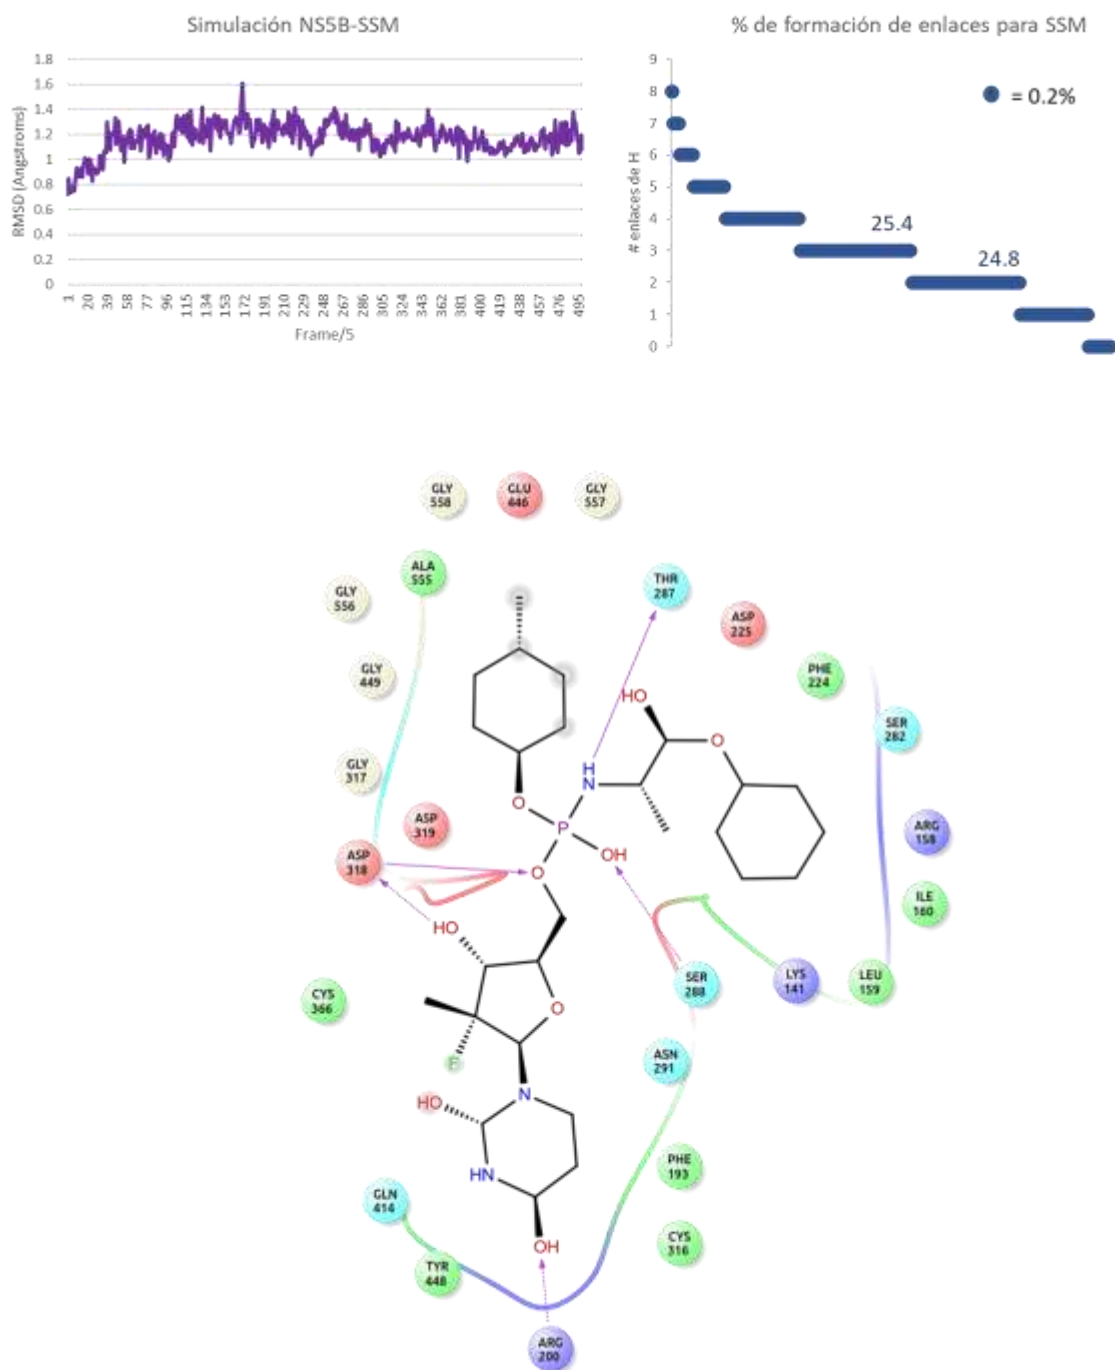 Simulación NS5B-SSM
1.8
1.6
1.4
1.2
1
0.8
0.6
0.4
0.2
0
RMSD (Angstroms)
1 20 39 58 77 96 115 134 153 172 191 210 229 248 267 286 305 324 343 362 381 400 419 438 457 476 495
Frame/5
% de formación de enlaces para SSM
9
8
7
6
5
4
3
2
1
0
# enlaces de H
= 0.2%
25.4
24.8
GLY
558
GLU
446
GLY
557
ALA
555
THR
287
GLY
556
ASP
225
GLY
449
PHE
224
HO
SER
282
O
GLY
317
H
N
O
ASP
319
P
ARG
158
ASP
318
OH
O
ILE
160
HO
SER
288
LYS
141
LEU
159
CYS
366
O
F
ASN
291
HO
N
HN
PHE
193
GLN
414
OH
CYS
316
TYR
448
ARG
200